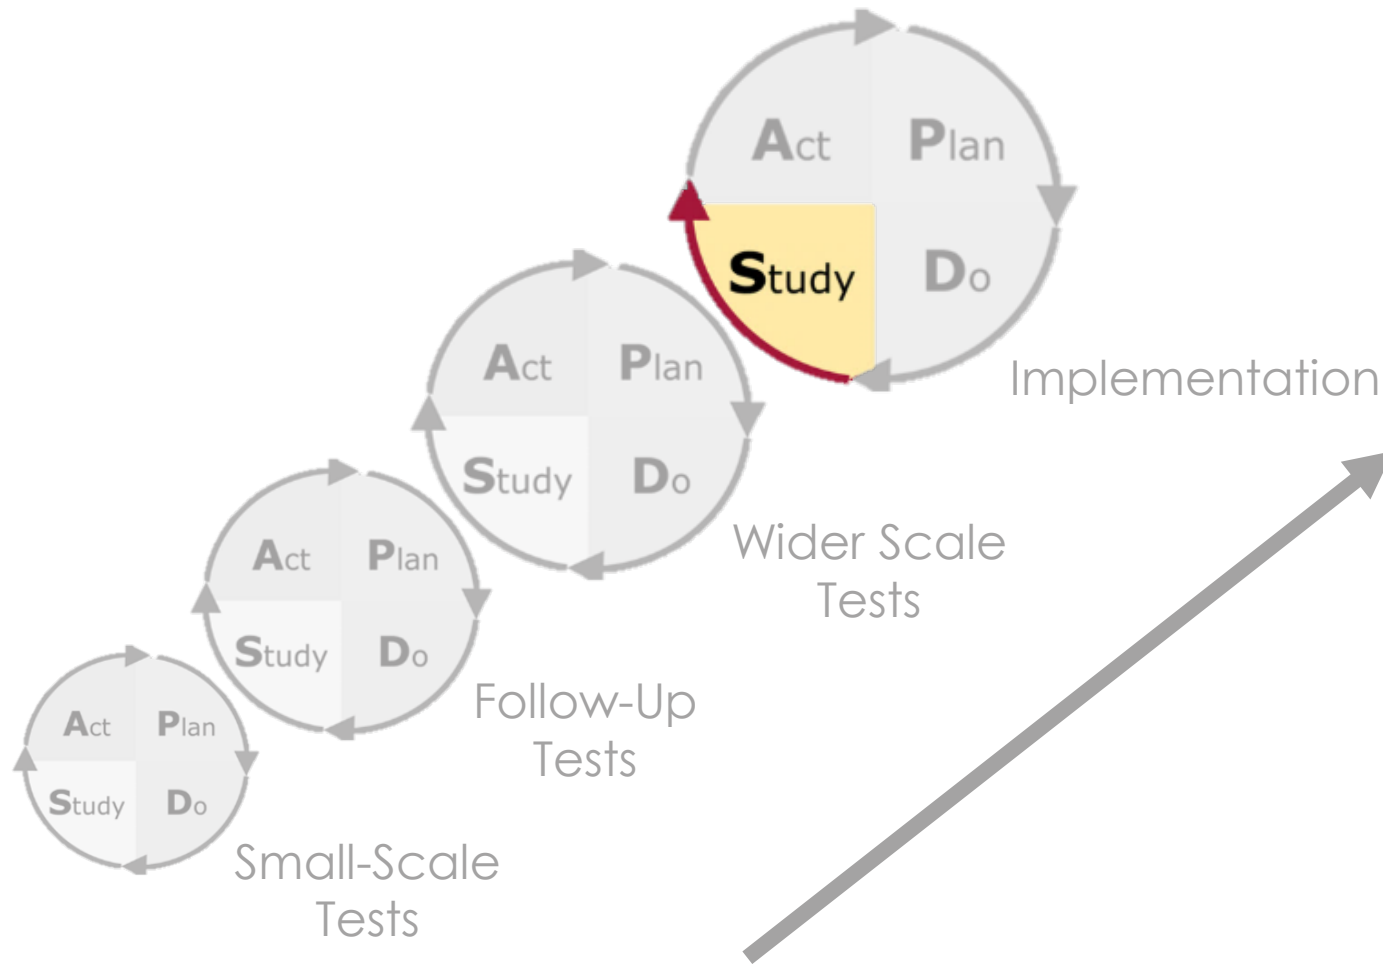 Act Plan
Study Do
Implementation
Act Plan
Study Do
Wider Scale
Tests
Act Plan
Study Do
Follow-Up
Tests
Act Plan
Study Do
Small-Scale
Tests